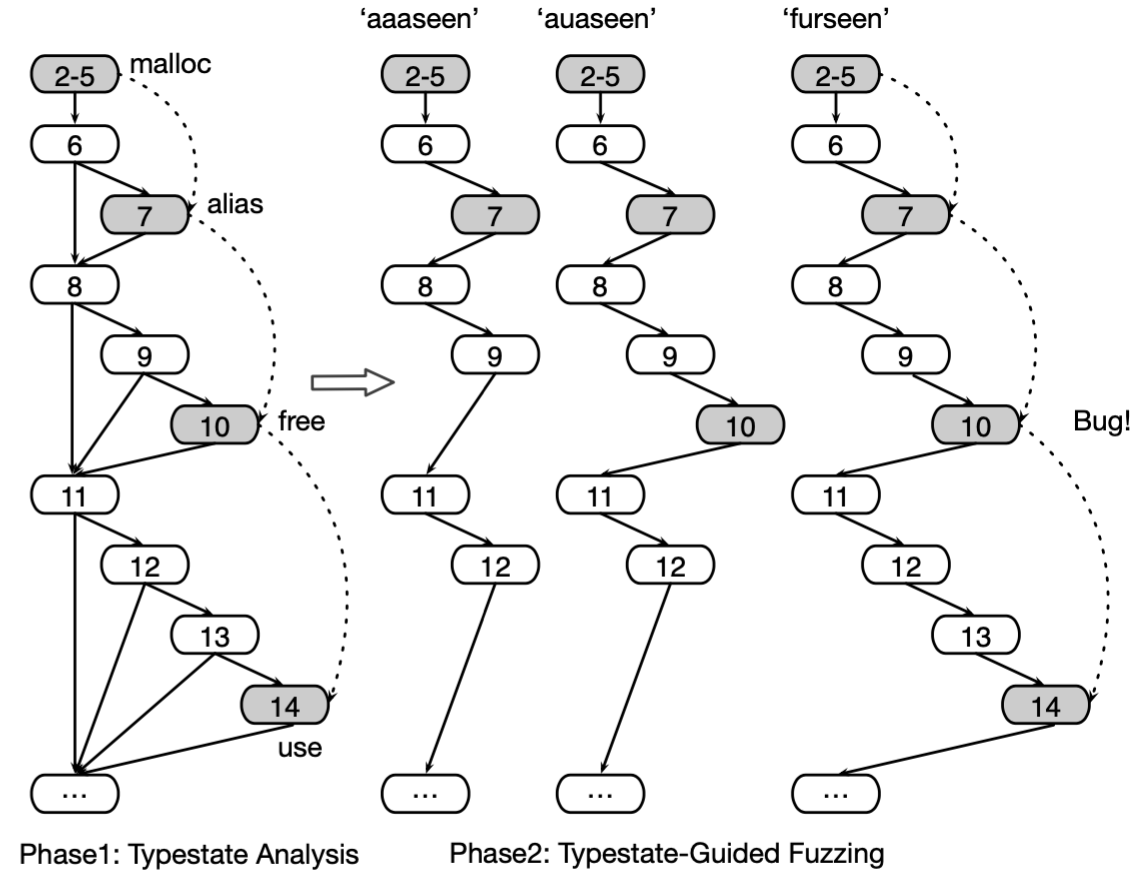 ‘aaaseen’ ‘auaseen’ ‘furseen’
2-5 malloc 2-5 2-5 2-5
6 6 6 6
7 alias 7 7 7
8 8 8 8
9 9 9 9
10 free 10 10 Bug!
11 11 11 11
12 12 12 12
13 13
14 14
use
... ... ... ...
Phase1: Typestate Analysis Phase2: Typestate-Guided Fuzzing